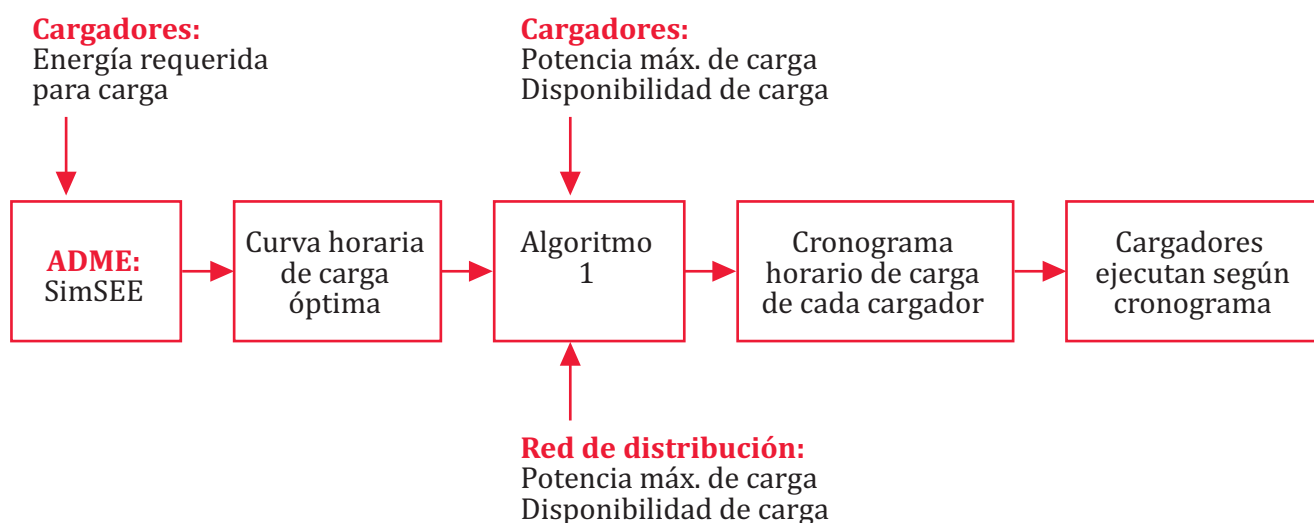 Cargadores:
Energía requerida
para carga
Cargadores:
Potencia máx. de carga
Disponibilidad de carga
ADME:
SimSEE
Curva horaria
de carga
óptima
Algoritmo
1
Cronograma
horario de carga
de cada cargador
Cargadores
ejecutan según
cronograma
Red de distribución:
Potencia máx. de carga
Disponibilidad de carga